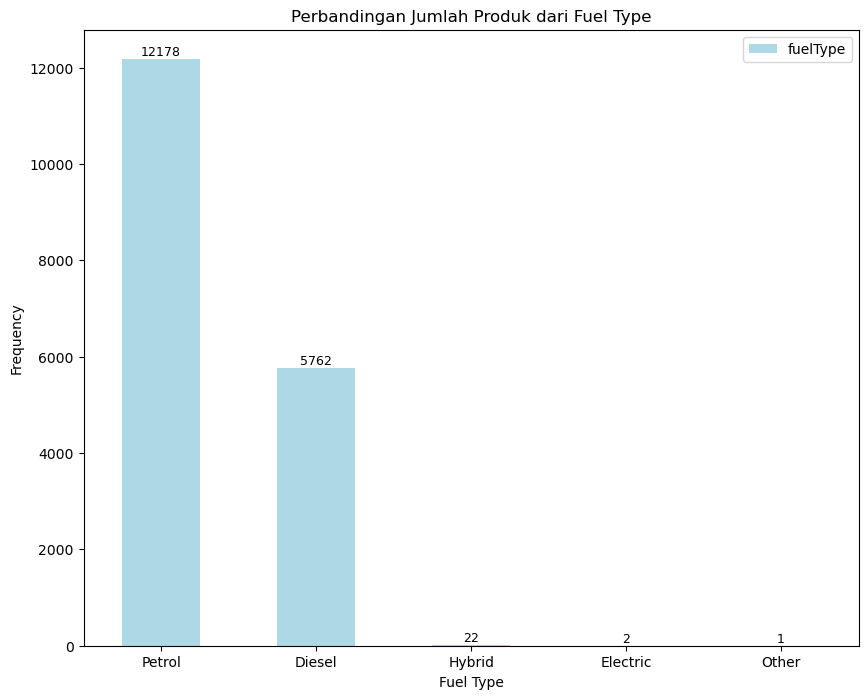 Perbandingan Jumlah Produk dari Fuel Type
fuelType
12178
5762
22
2
1
12000
10000
8000
6000
4000
2000
0
Frequency
Petrol Diesel Hybrid Electric Other
Fuel Type